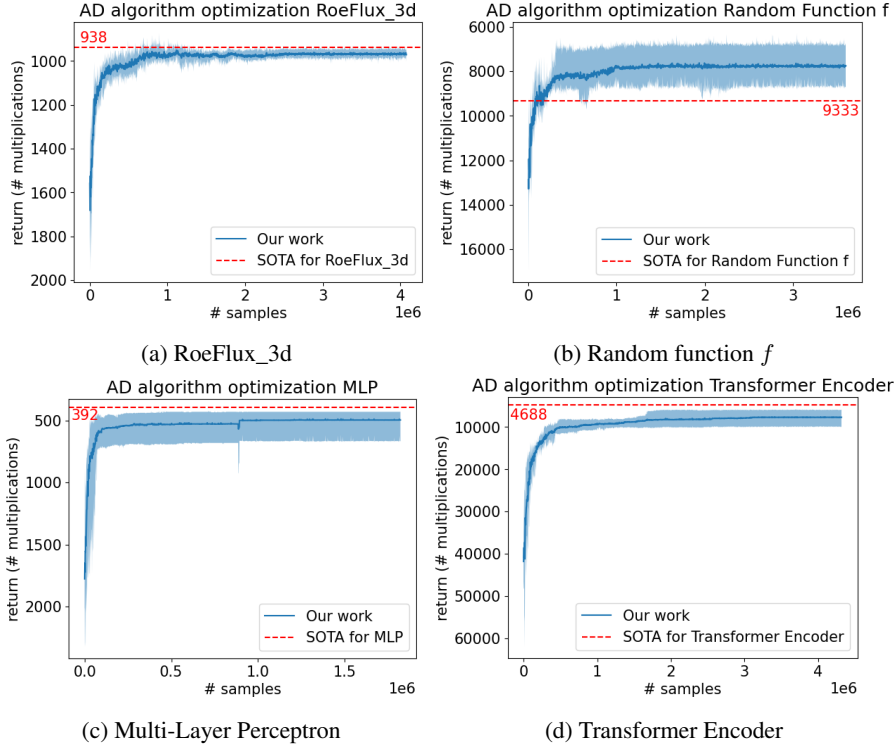 AD algorithm optimization RoeFlux_3d
938
1000
1200
1400
1600
1800
2000
return (# multiplications)
Our work
SOTA for RoeFlux_3d
0 1 2 3 4
1e6
# samples
(a) RoeFlux_3d
AD algorithm optimization Random Function f
6000
8000
10000
12000
14000
16000
return (# multiplications)
9333
Our work
SOTA for Random Function f
0 1 2 3
1e6
# samples
(b) Random function f
AD algorithm optimization MLP
392
500
1000
1500
2000
return (# multiplications)
Our work
SOTA for MLP
0.0 0.5 1.0 1.5
1e6
# samples
(c) Multi-Layer Perceptron
AD algorithm optimization Transformer Encoder
4688
10000
20000
30000
40000
50000
60000
return (# multiplications)
Our work
SOTA for Transformer Encoder
0 1 2 3 4
1e6
# samples
(d) Transformer Encoder